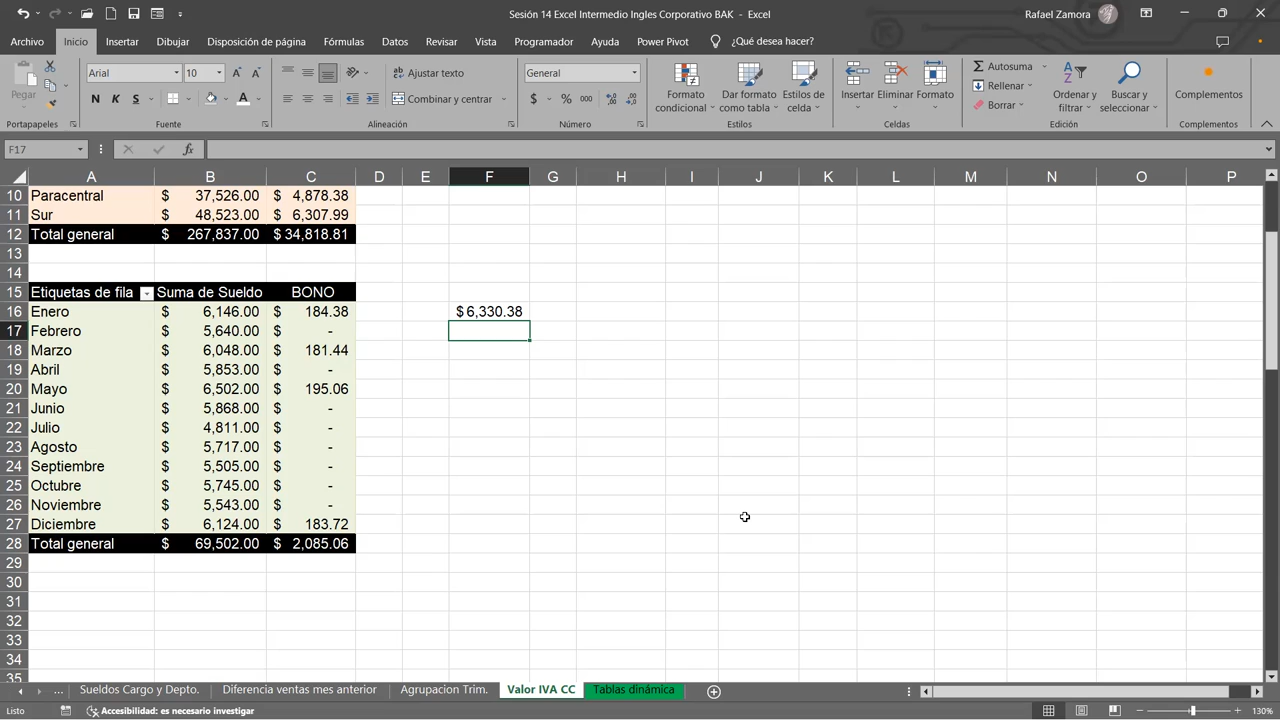 Sesión 14 Excel Intermedio Ingles Corporativo BAK - Excel
Rafael Zamora
Archivo Inicio Insertar Dibujar Disposición de página Fórmulas Datos Revisar Vista Programador Ayuda Power Pivot ¿Qué desea hacer?
Pegar
Arial 10
N K S
Ajustar texto
Combinar y centrar
General
$ % 000
Formato condicional
Dar formato como tabla
Estilos de celda
Insertar Eliminar Formato
Autosuma
Rellenar
Borrar
Ordenar y filtrar
Buscar y seleccionar
Complementos
Portapapeles Fuente Alineación Número Estilos Celdas Edición Complementos
F17 fx
A B C D E F G H I J K L M N O P
10 Paracentral $ 37,526.00 $ 4,878.38
11 Sur $ 48,523.00 $ 6,307.99
12 Total general $ 267,837.00 $ 34,818.81
13
14
15 Etiquetas de fila Suma de Sueldo BONO
16 Enero $ 6,146.00 $ 184.38 $ 6,330.38
17 Febrero $ 5,640.00 $ -
18 Marzo $ 6,048.00 $ 181.44
19 Abril $ 5,853.00 $ -
20 Mayo $ 6,502.00 $ 195.06
21 Junio $ 5,868.00 $ -
22 Julio $ 4,811.00 $ -
23 Agosto $ 5,717.00 $ -
24 Septiembre $ 5,505.00 $ -
25 Octubre $ 5,745.00 $ -
26 Noviembre $ 5,543.00 $ -
27 Diciembre $ 6,124.00 $ 183.72
28 Total general $ 69,502.00 $ 2,085.06
29
30
31
32
33
34
35
... Sueldos Cargo y Depto. Diferencia ventas mes anterior Agrupacion Trim. Valor IVA CC Tablas dinámica
Listo Accesibilidad: es necesario investigar 130%